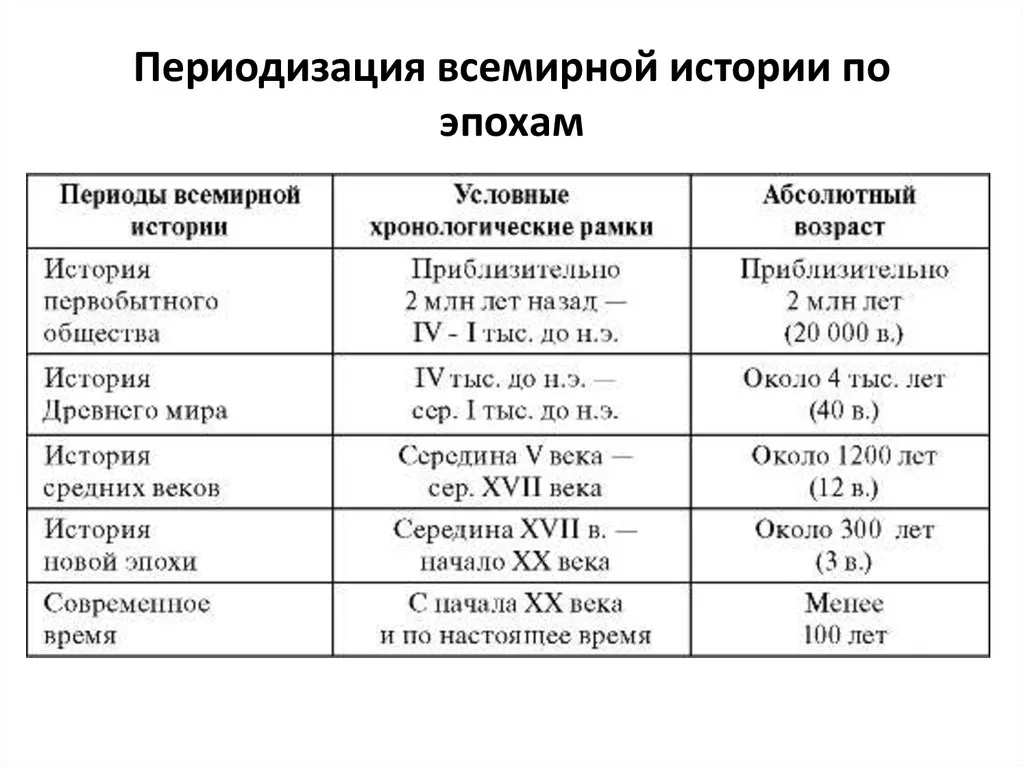 Периодизация всемирной истории по
эпохам
Периоды всемирной
истории
Условные
хронологические рамки
Абсолютный
возраст
История
первобытного
общества
Приблизительно
2 млн лет назад —
IV - I тыс. до н.э.
Приблизительно
2 млн лет
(20 000 в.)
История
Древнего мира
IV тыс. до н.э. —
сер. I тыс. до н.э.
Около 4 тыс. лет
(40 в.)
История
средних веков
Середина V века —
сер. XVII века
Около 1200 лет
(12 в.)
История
новой эпохи
Середина XVII в. —
начало XX века
Около 300 лет
(3 в.)
Современное
время
С начала XX века
и по настоящее время
Менее
100 лет